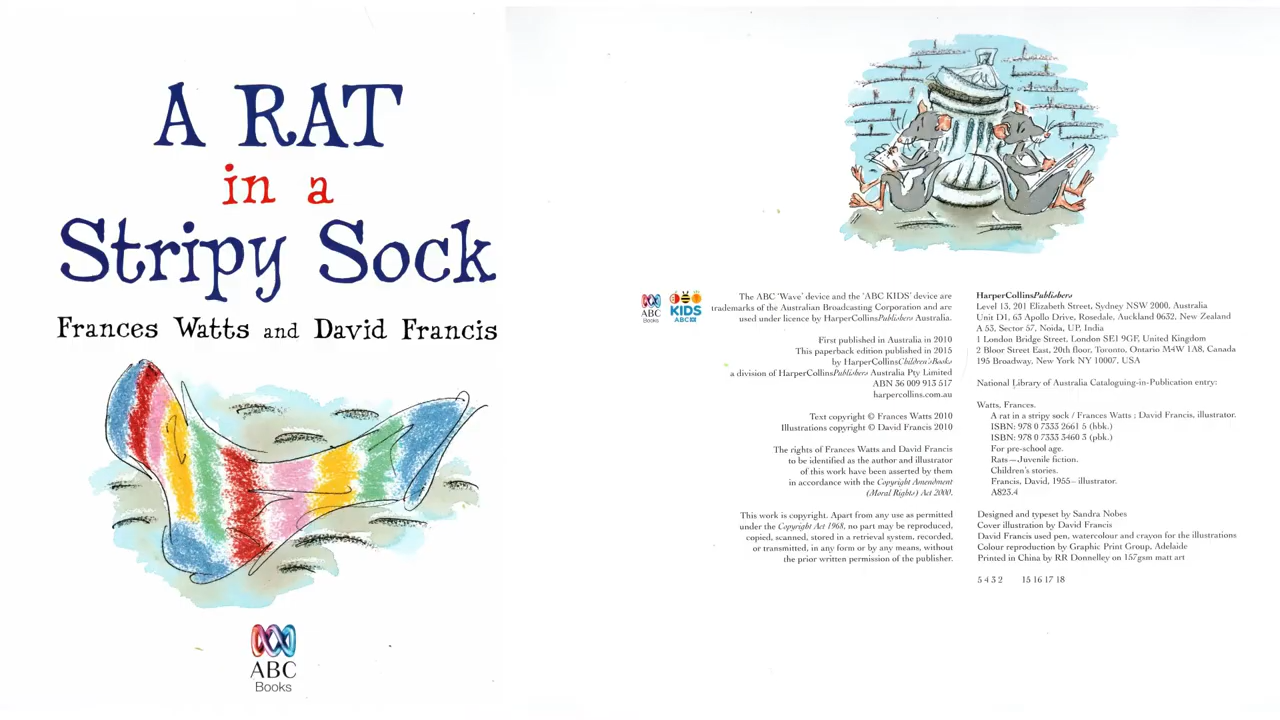 A RAT
in a
Stripy Sock
Frances Watts and David Francis
ABC
Books
ABC
Books
KIDS
ABC
The ABC 'Wave' device and the 'ABC KIDS' device are
trademarks of the Australian Broadcasting Corporation and are
used under licence by HarperCollinsPublishers Australia.
First published in Australia in 2010
This paperback edition published in 2015
by HarperCollinsChildren'sBooks
a division of HarperCollinsPublishers Australia Pty Limited
ABN 36 009 913 517
harpercollins.com.au
Text copyright © Frances Watts 2010
Illustrations copyright © David Francis 2010
The rights of Frances Watts and David Francis
to be identified as the author and illustrator
of this work have been asserted by them
in accordance with the Copyright Amendment
(Moral Rights) Act 2000.
This work is copyright. Apart from any use as permitted
under the Copyright Act 1968, no part may be reproduced,
copied, scanned, stored in a retrieval system, recorded,
or transmitted, in any form or by any means, without
the prior written permission of the publisher.
HarperCollinsPublishers
Level 13, 201 Elizabeth Street, Sydney NSW 2000, Australia
Unit D1, 63 Apollo Drive, Rosedale, Auckland 0632, New Zealand
A 53, Sector 57, Noida, UP, India
1 London Bridge Street, London SE1 9GF, United Kingdom
2 Bloor Street East, 20th floor, Toronto, Ontario M4W 1A8, Canada
195 Broadway, New York NY 10007, USA
National Library of Australia Cataloguing-in-Publication entry:
Watts, Frances.
A rat in a stripy sock / Frances Watts ; David Francis, illustrator.
ISBN: 978 0 7333 2661 5 (hbk.)
ISBN: 978 0 7333 3460 3 (pbk.)
For pre-school age.
Rats—Juvenile fiction.
Children's stories.
Francis, David, 1955– illustrator.
A823.4
Designed and typeset by Sandra Nobes
Cover illustration by David Francis
David Francis used pen, watercolour and crayon for the illustrations
Colour reproduction by Graphic Print Group, Adelaide
Printed in China by RR Donnelley on 157gsm matt art
5 4 3 2 15 16 17 18